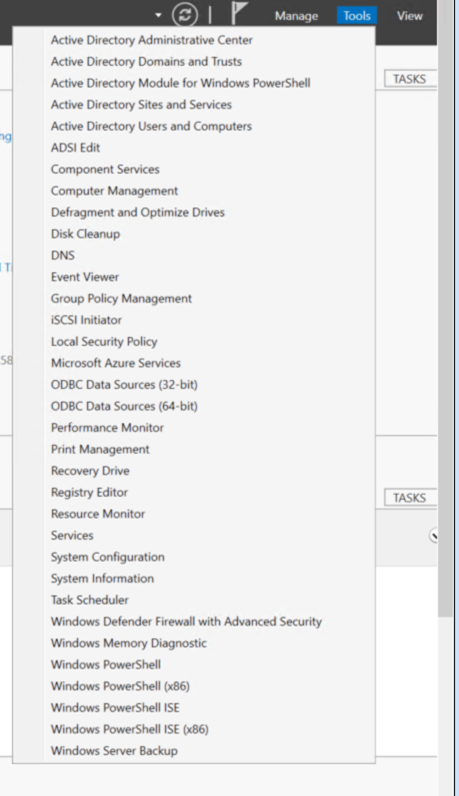 Manage Tools View
Active Directory Administrative Center
Active Directory Domains and Trusts
Active Directory Module for Windows PowerShell
TASKS
Active Directory Sites and Services
Active Directory Users and Computers
ng
ADSI Edit
Component Services
Computer Management
Defragment and Optimize Drives
Disk Cleanup
DNS
Event Viewer
Group Policy Management
iSCSI Initiator
Local Security Policy
Microsoft Azure Services
58
ODBC Data Sources (32-bit)
ODBC Data Sources (64-bit)
Performance Monitor
Print Management
Recovery Drive
Registry Editor
TASKS
Resource Monitor
Services
System Configuration
System Information
Task Scheduler
Windows Defender Firewall with Advanced Security
Windows Memory Diagnostic
Windows PowerShell
Windows PowerShell (x86)
Windows PowerShell ISE
Windows PowerShell ISE (x86)
Windows Server Backup